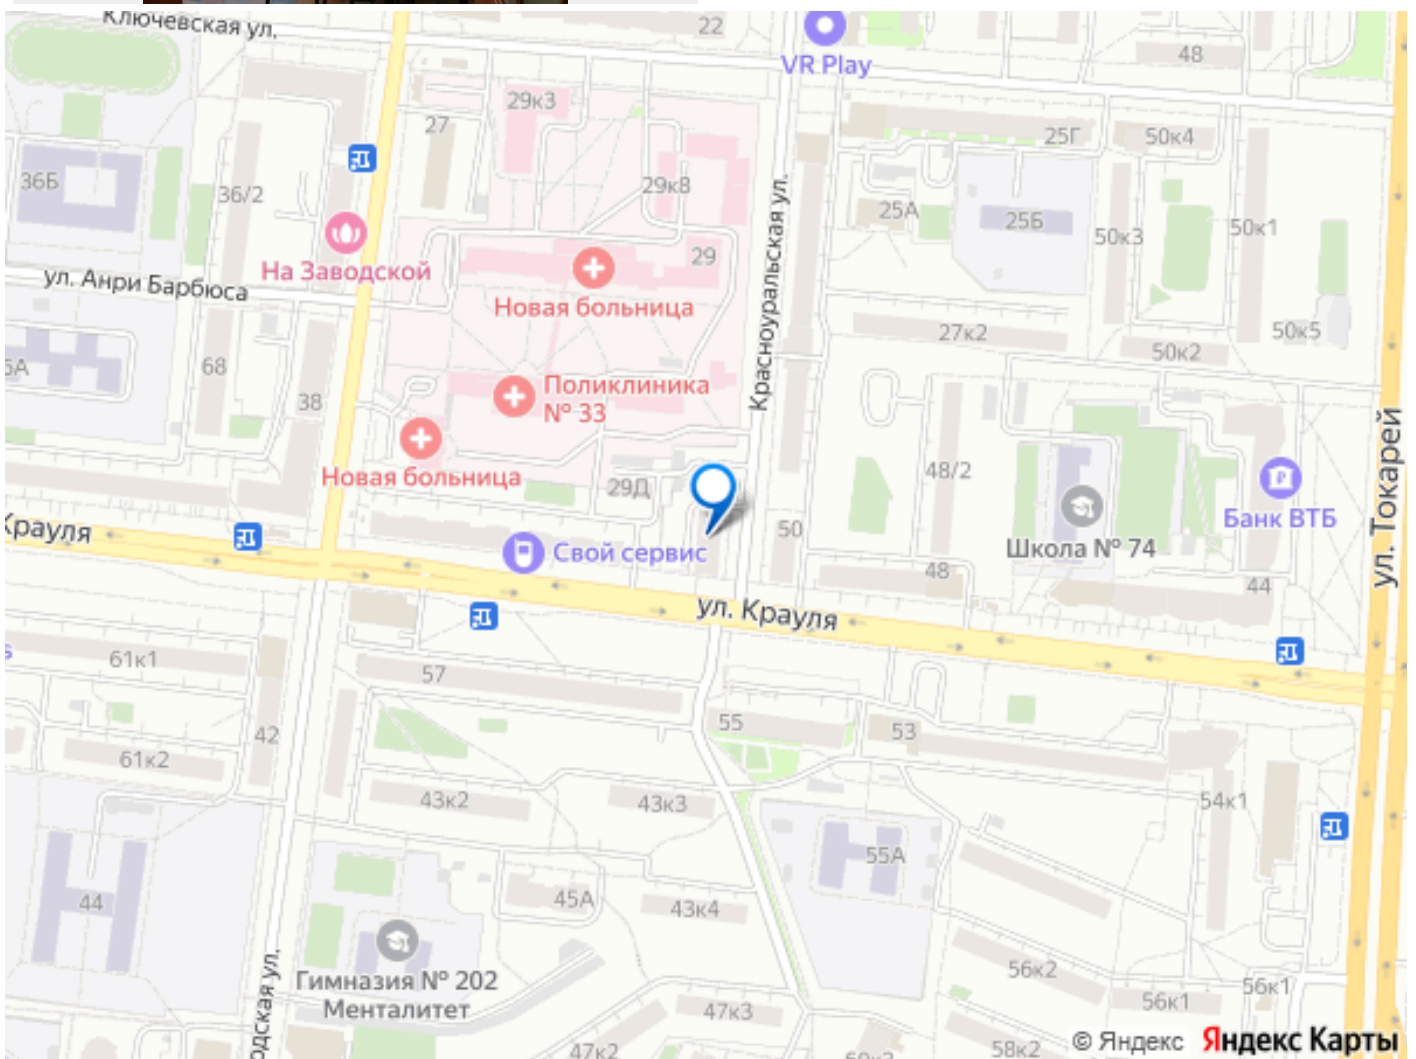 Ключевская ул.
22
VR Play
48
29к3
27
25Г
50к4
36Б
36/2
29к8
Красноуральская ул.
25А
25Б
50к3
50к1
На Заводской
29
ул. Анри Барбюса
Новая больница
27к2
50к2
50к5
68
38
Поликлиника
№ 33
ул. Токарей
Новая больница
29Д
48/2
Банк ВТБ
Крауля
50
Школа № 74
Свой сервис
48
44
ул. Крауля
61к1
57
55
53
42
61к2
43к2
43к3
54к1
55А
44
45А
43к4
Гимназия № 202
Менталитет
56к2
56к1
56к1
47к3
47к2
58к2
© Яндекс Яндекс Карты